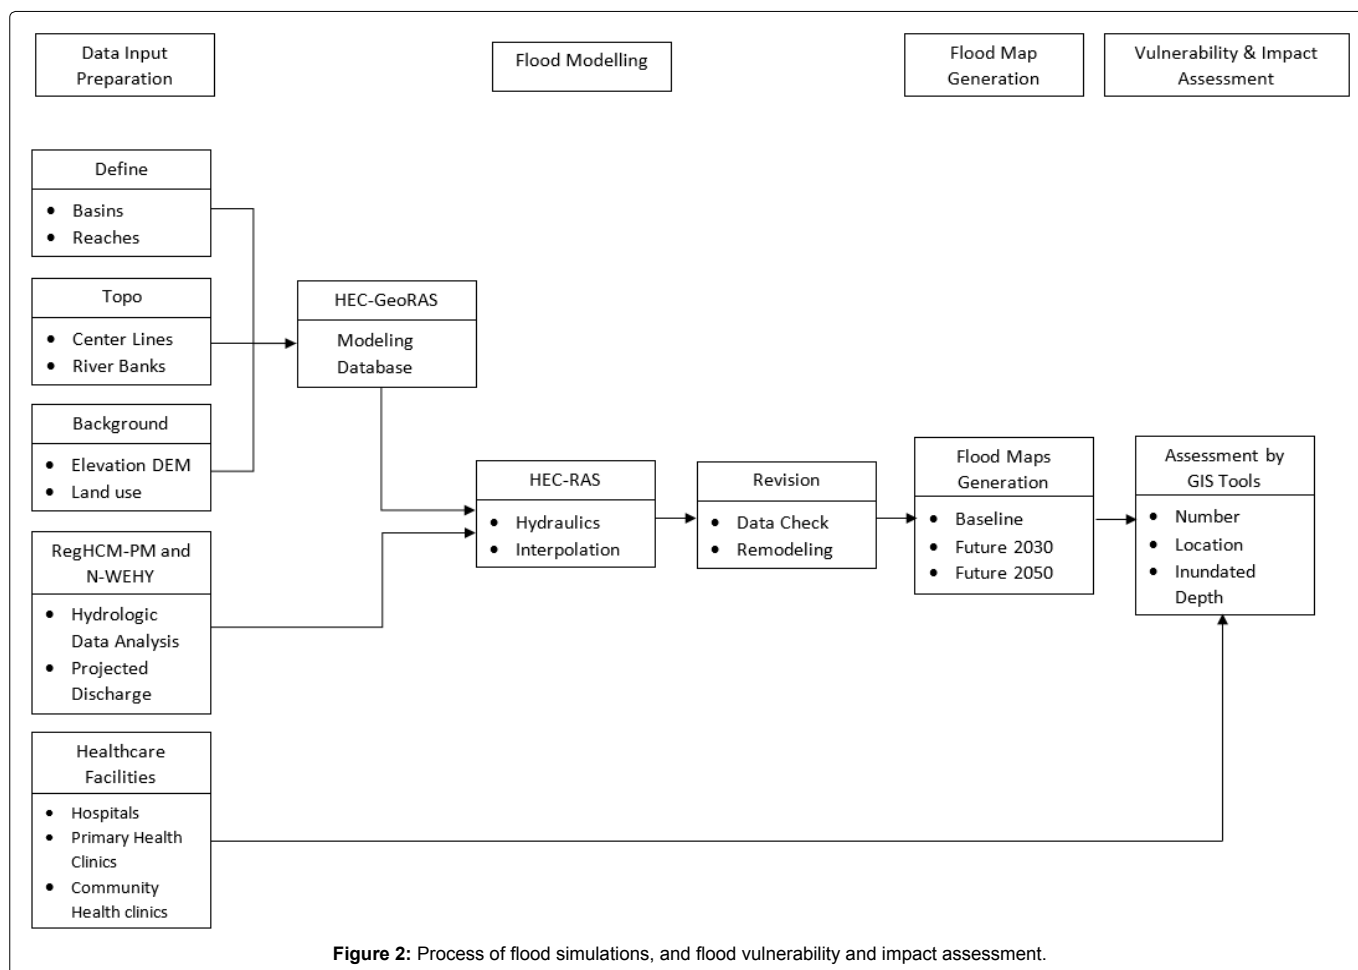 Data Input
Preparation
Flood Modelling
Flood Map
Generation
Vulnerability & Impact
Assessment
Define
• Basins
• Reaches
Topo
• Center Lines
• River Banks
Background
• Elevation DEM
• Land use
RegHCM-PM and
N-WEHY
• Hydrologic
Data Analysis
• Projected
Discharge
Healthcare
Facilities
• Hospitals
• Primary Health
Clinics
• Community
Health clinics
HEC-GeoRAS
Modeling
Database
HEC-RAS
• Hydraulics
• Interpolation
Revision
• Data Check
• Remodeling
Flood Maps
Generation
• Baseline
• Future 2030
• Future 2050
Assessment by
GIS Tools
• Number
• Location
• Inundated
Depth
Figure 2: Process of flood simulations, and flood vulnerability and impact assessment.